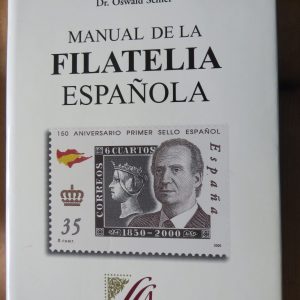 Dr. Oswald Schier
MANUAL DE LA
FILATELIA
ESPAÑOLA
150 ANIVERSARIO PRIMER SELLO ESPAÑOL
6 CUARTOS
CORREOS
España
35
1850-2000
2000